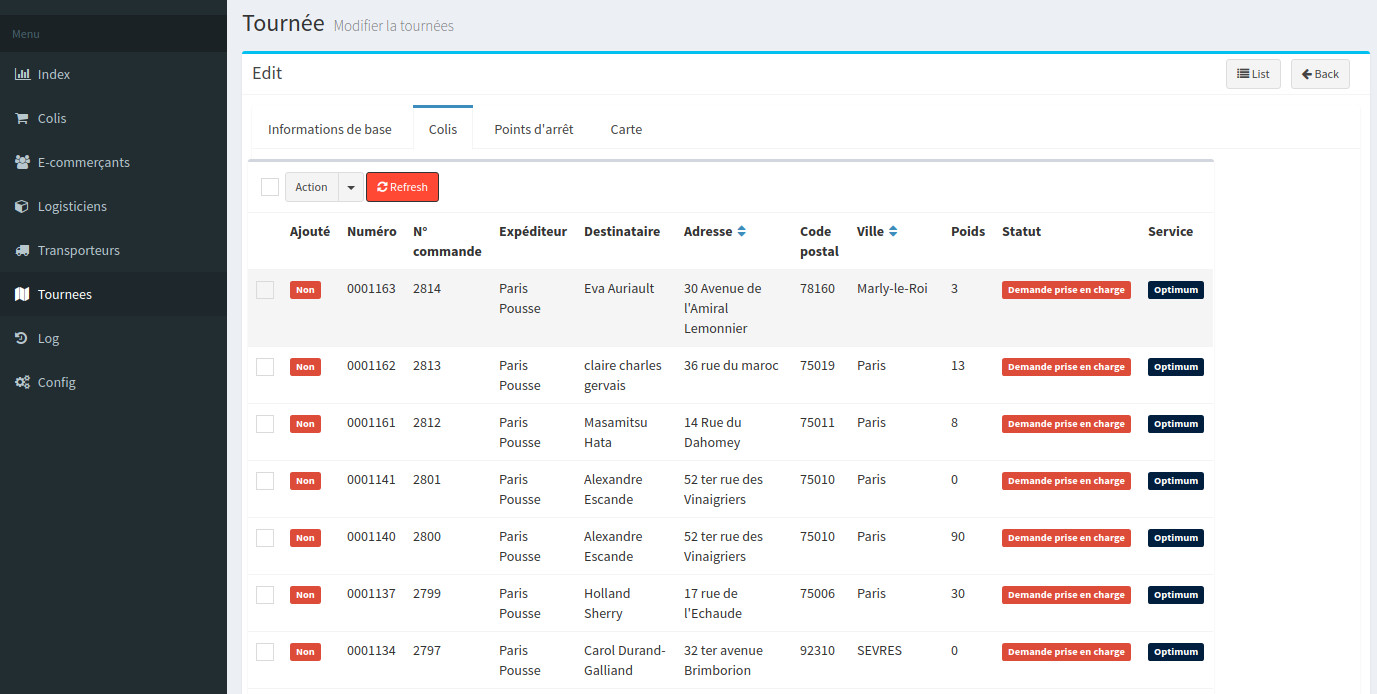 Menu
Index
Colis
E-commerçants
Logisticiens
Transporteurs
Tournees
Log
Config
Tournée Modifier la tournées
Edit
List
Back
Informations de base
Colis
Points d'arrêt
Carte
Action
Refresh
Ajouté Numéro N° commande Expéditeur Destinataire Adresse Code postal Ville Poids Statut Service
Non 0001163 2814 Paris Pousse Eva Auriault 30 Avenue de l'Amiral Lemonnier 78160 Marly-le-Roi 3 Demande prise en charge Optimum
Non 0001162 2813 Paris Pousse claire charles gervais 36 rue du maroc 75019 Paris 13 Demande prise en charge Optimum
Non 0001161 2812 Paris Pousse Masamitsu Hata 14 Rue du Dahomey 75011 Paris 8 Demande prise en charge Optimum
Non 0001141 2801 Paris Pousse Alexandre Escande 52 ter rue des Vinaigriers 75010 Paris 0 Demande prise en charge Optimum
Non 0001140 2800 Paris Pousse Alexandre Escande 52 ter rue des Vinaigriers 75010 Paris 90 Demande prise en charge Optimum
Non 0001137 2799 Paris Pousse Holland Sherry 17 rue de l'Echaude 75006 Paris 30 Demande prise en charge Optimum
Non 0001134 2797 Paris Pousse Carol Durand-Galliand 32 ter avenue Brimborion 92310 SEVRES 0 Demande prise en charge Optimum